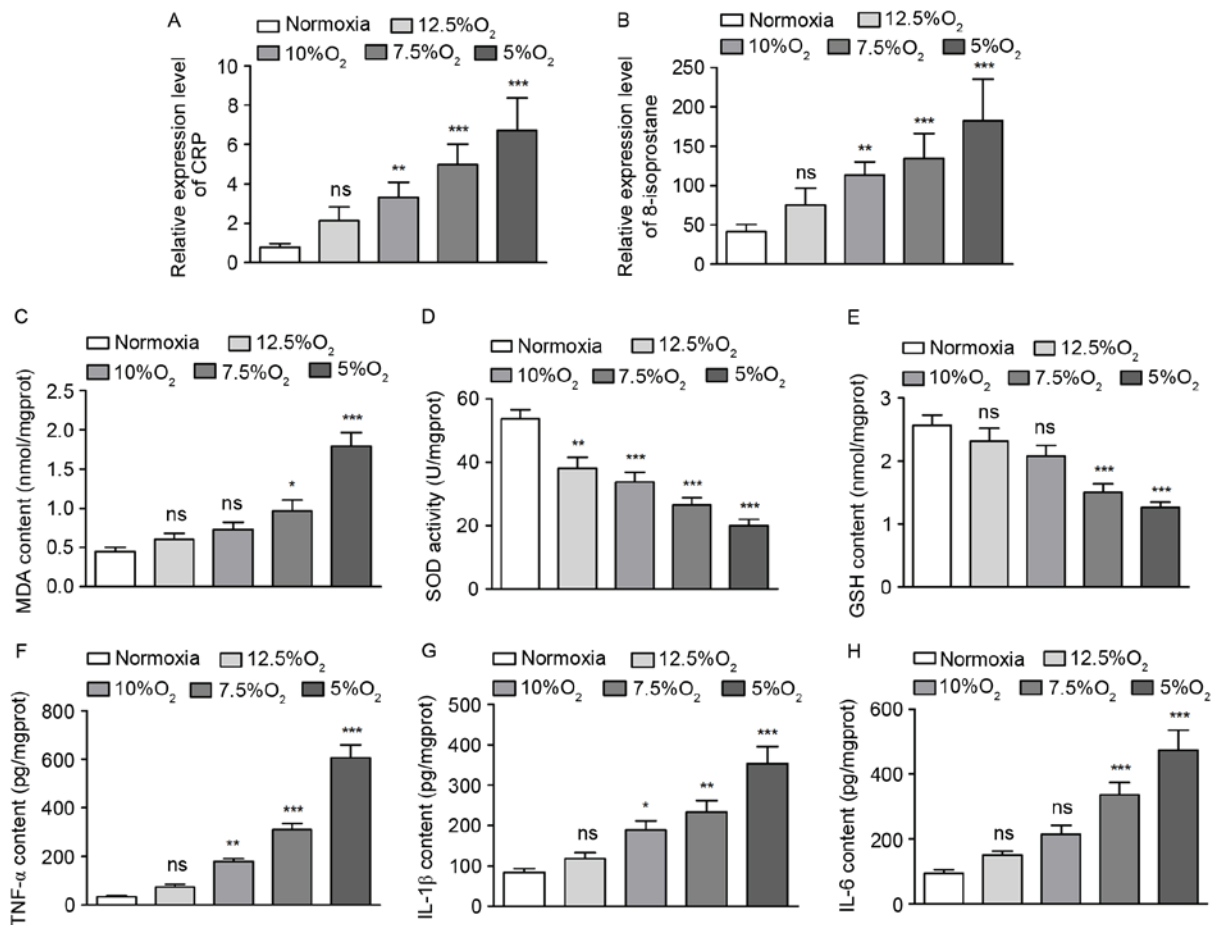 A
Normoxia 12.5%O₂
10%O₂ 7.5%O₂ 5%O₂
Relative expression level
of CRP
10
8
6
4
2
0
ns
**
***
***
B
Normoxia 12.5%O₂
10%O₂ 7.5%O₂ 5%O₂
Relative expression level
of 8-isoprostane
250
200
150
100
50
0
ns
**
***
***
C
Normoxia 12.5%O₂
10%O₂ 7.5%O₂ 5%O₂
MDA content (nmol/mgprot)
2.5
2.0
1.5
1.0
0.5
0.0
ns
ns
*
***
D
Normoxia 12.5%O₂
10%O₂ 7.5%O₂ 5%O₂
SOD activity (U/mgprot)
60
40
20
0
**
***
***
***
E
Normoxia 12.5%O₂
10%O₂ 7.5%O₂ 5%O₂
GSH content (nmol/mgprot)
3
2
1
0
ns
ns
***
***
F
Normoxia 12.5%O₂
10%O₂ 7.5%O₂ 5%O₂
TNF-α content (pg/mgprot)
800
600
400
200
0
ns
**
***
***
G
Normoxia 12.5%O₂
10%O₂ 7.5%O₂ 5%O₂
IL-1β content (pg/mgprot)
500
400
300
200
100
0
ns
*
**
***
H
Normoxia 12.5%O₂
10%O₂ 7.5%O₂ 5%O₂
IL-6 content (pg/mgprot)
600
400
200
0
ns
ns
***
***